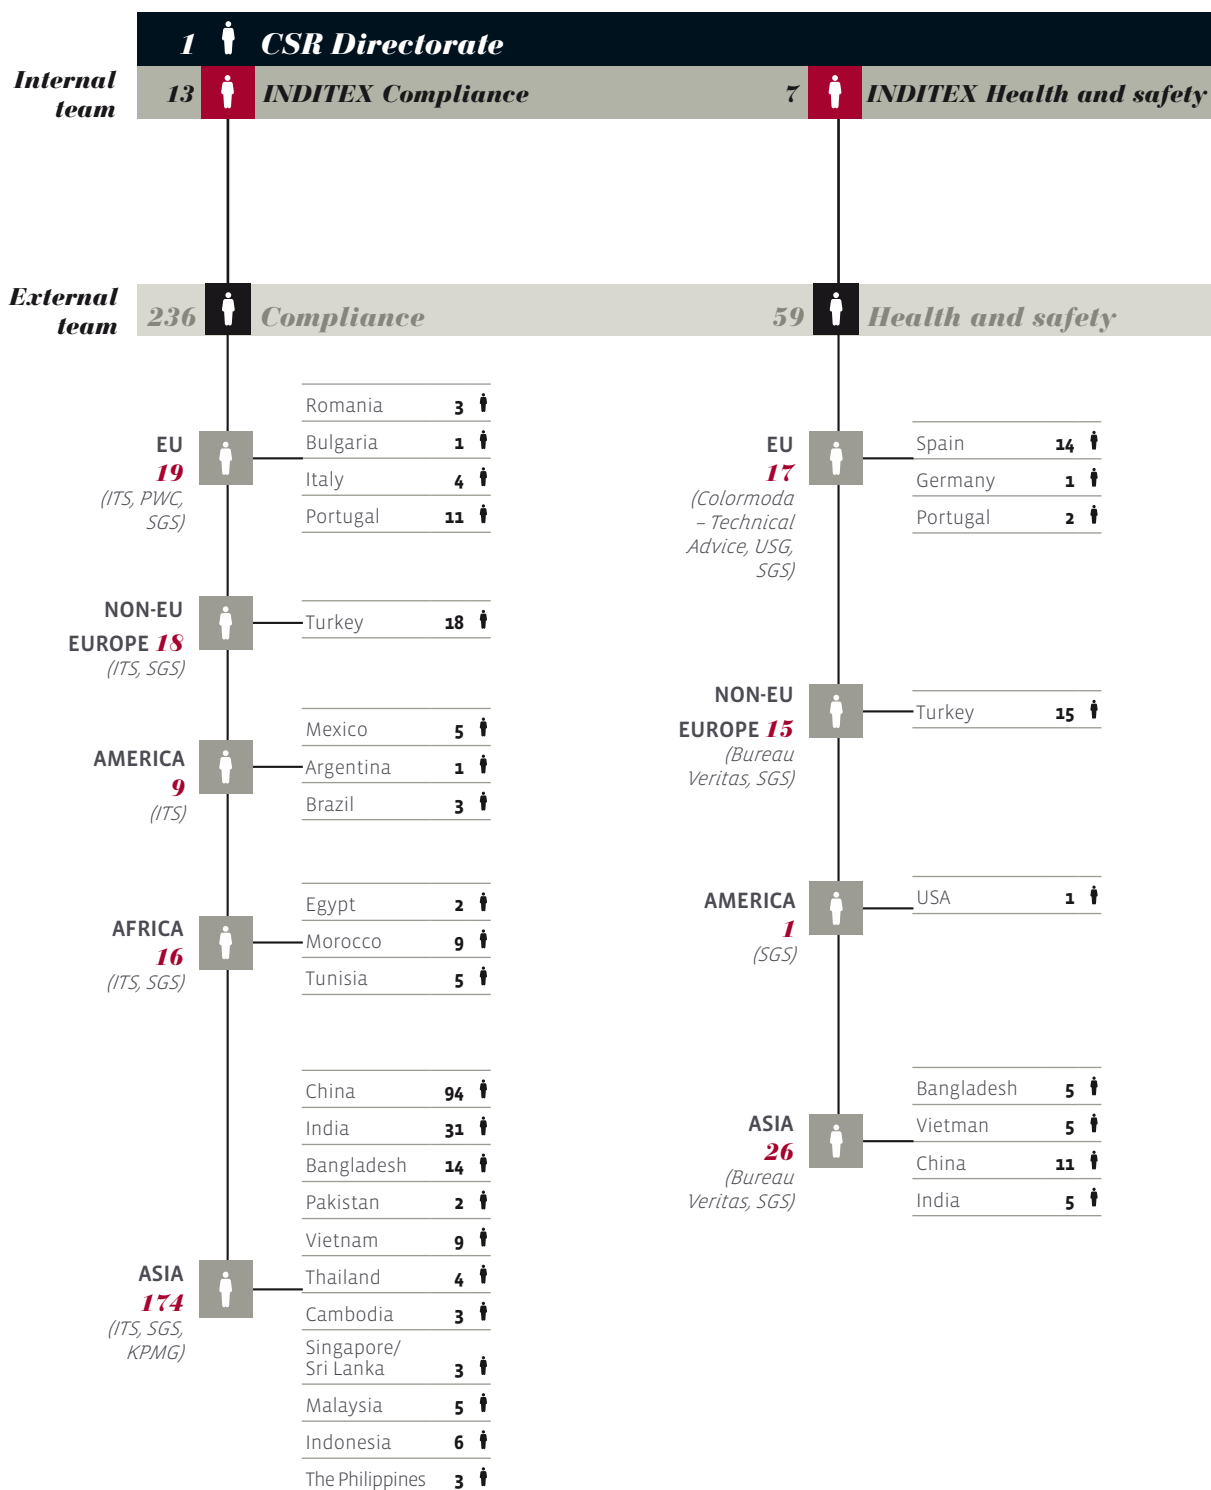 1 CSR Directorate
Internal
team
13 INDITEX Compliance
7 INDITEX Health and safety
External
team
236 Compliance
59 Health and safety
EU
19
(ITS, PWC,
SGS)
Romania 3
Bulgaria 1
Italy 4
Portugal 11
NON-EU
EUROPE 18
(ITS, SGS)
Turkey 18
AMERICA
9
(ITS)
Mexico 5
Argentina 1
Brazil 3
AFRICA
16
(ITS, SGS)
Egypt 2
Morocco 9
Tunisia 5
ASIA
174
(ITS, SGS,
KPMG)
China 94
India 31
Bangladesh 14
Pakistan 2
Vietnam 9
Thailand 4
Cambodia 3
Singapore/
Sri Lanka 3
Malaysia 5
Indonesia 6
The Philippines 3
EU
17
(Colormoda
– Technical
Advice, USG,
SGS)
Spain 14
Germany 1
Portugal 2
NON-EU
EUROPE 15
(Bureau
Veritas, SGS)
Turkey 15
AMERICA
1
(SGS)
USA 1
ASIA
26
(Bureau
Veritas, SGS)
Bangladesh 5
Vietman 5
China 11
India 5